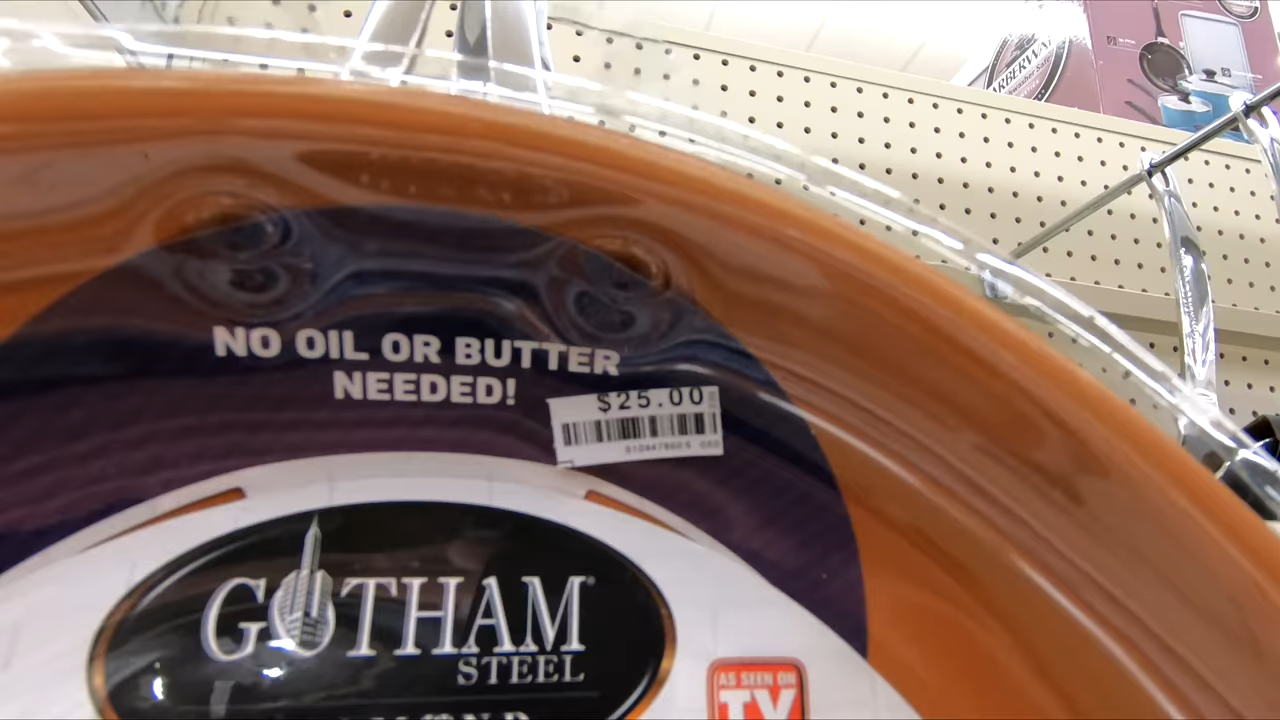 NO OIL OR BUTTER
NEEDED!
$25.00
GOTHAM
STEEL
AS SEEN ON
TV